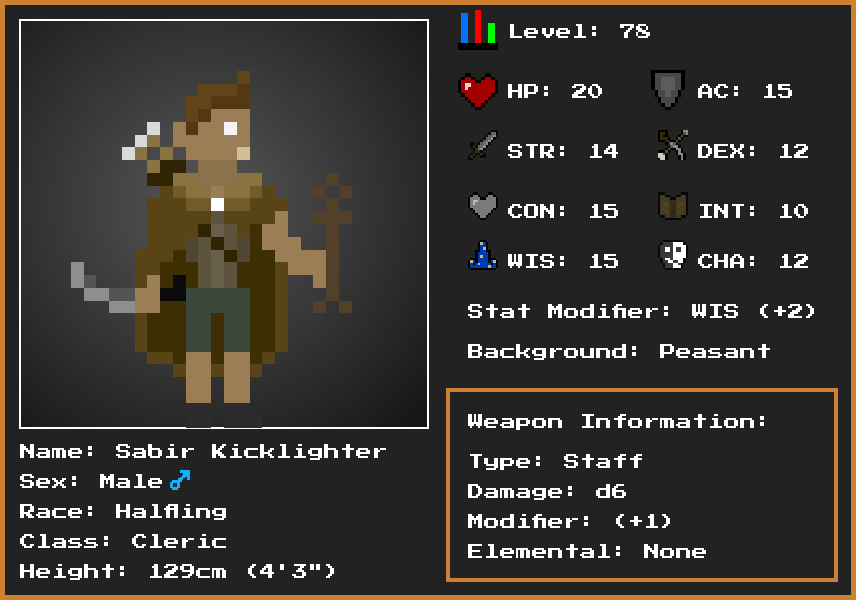 Level: 78
HP: 20 AC: 15
STR: 14 DEX: 12
CON: 15 INT: 10
WIS: 15 CHA: 12
Stat Modifier: WIS (+2)
Background: Peasant
Weapon Information:
Type: Staff
Damage: d6
Modifier: (+1)
Elemental: None
Name: Sabir Kicklighter
Sex: Male ♂
Race: Halfling
Class: Cleric
Height: 129cm (4'3")